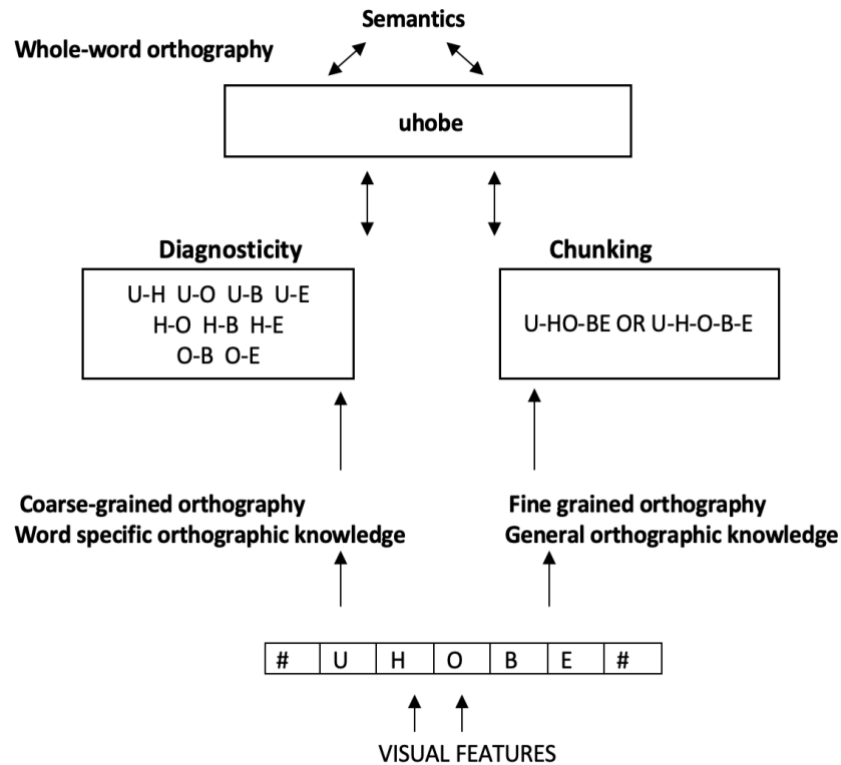 Semantics
Whole-word orthography
uhobe
Diagnosticity
Chunking
U-H U-O U-B U-E
H-O H-B H-E
O-B O-E
U-HO-BE OR U-H-O-B-E
Coarse-grained orthography
Word specific orthographic knowledge
Fine grained orthography
General orthographic knowledge
# U H O B E #
VISUAL FEATURES